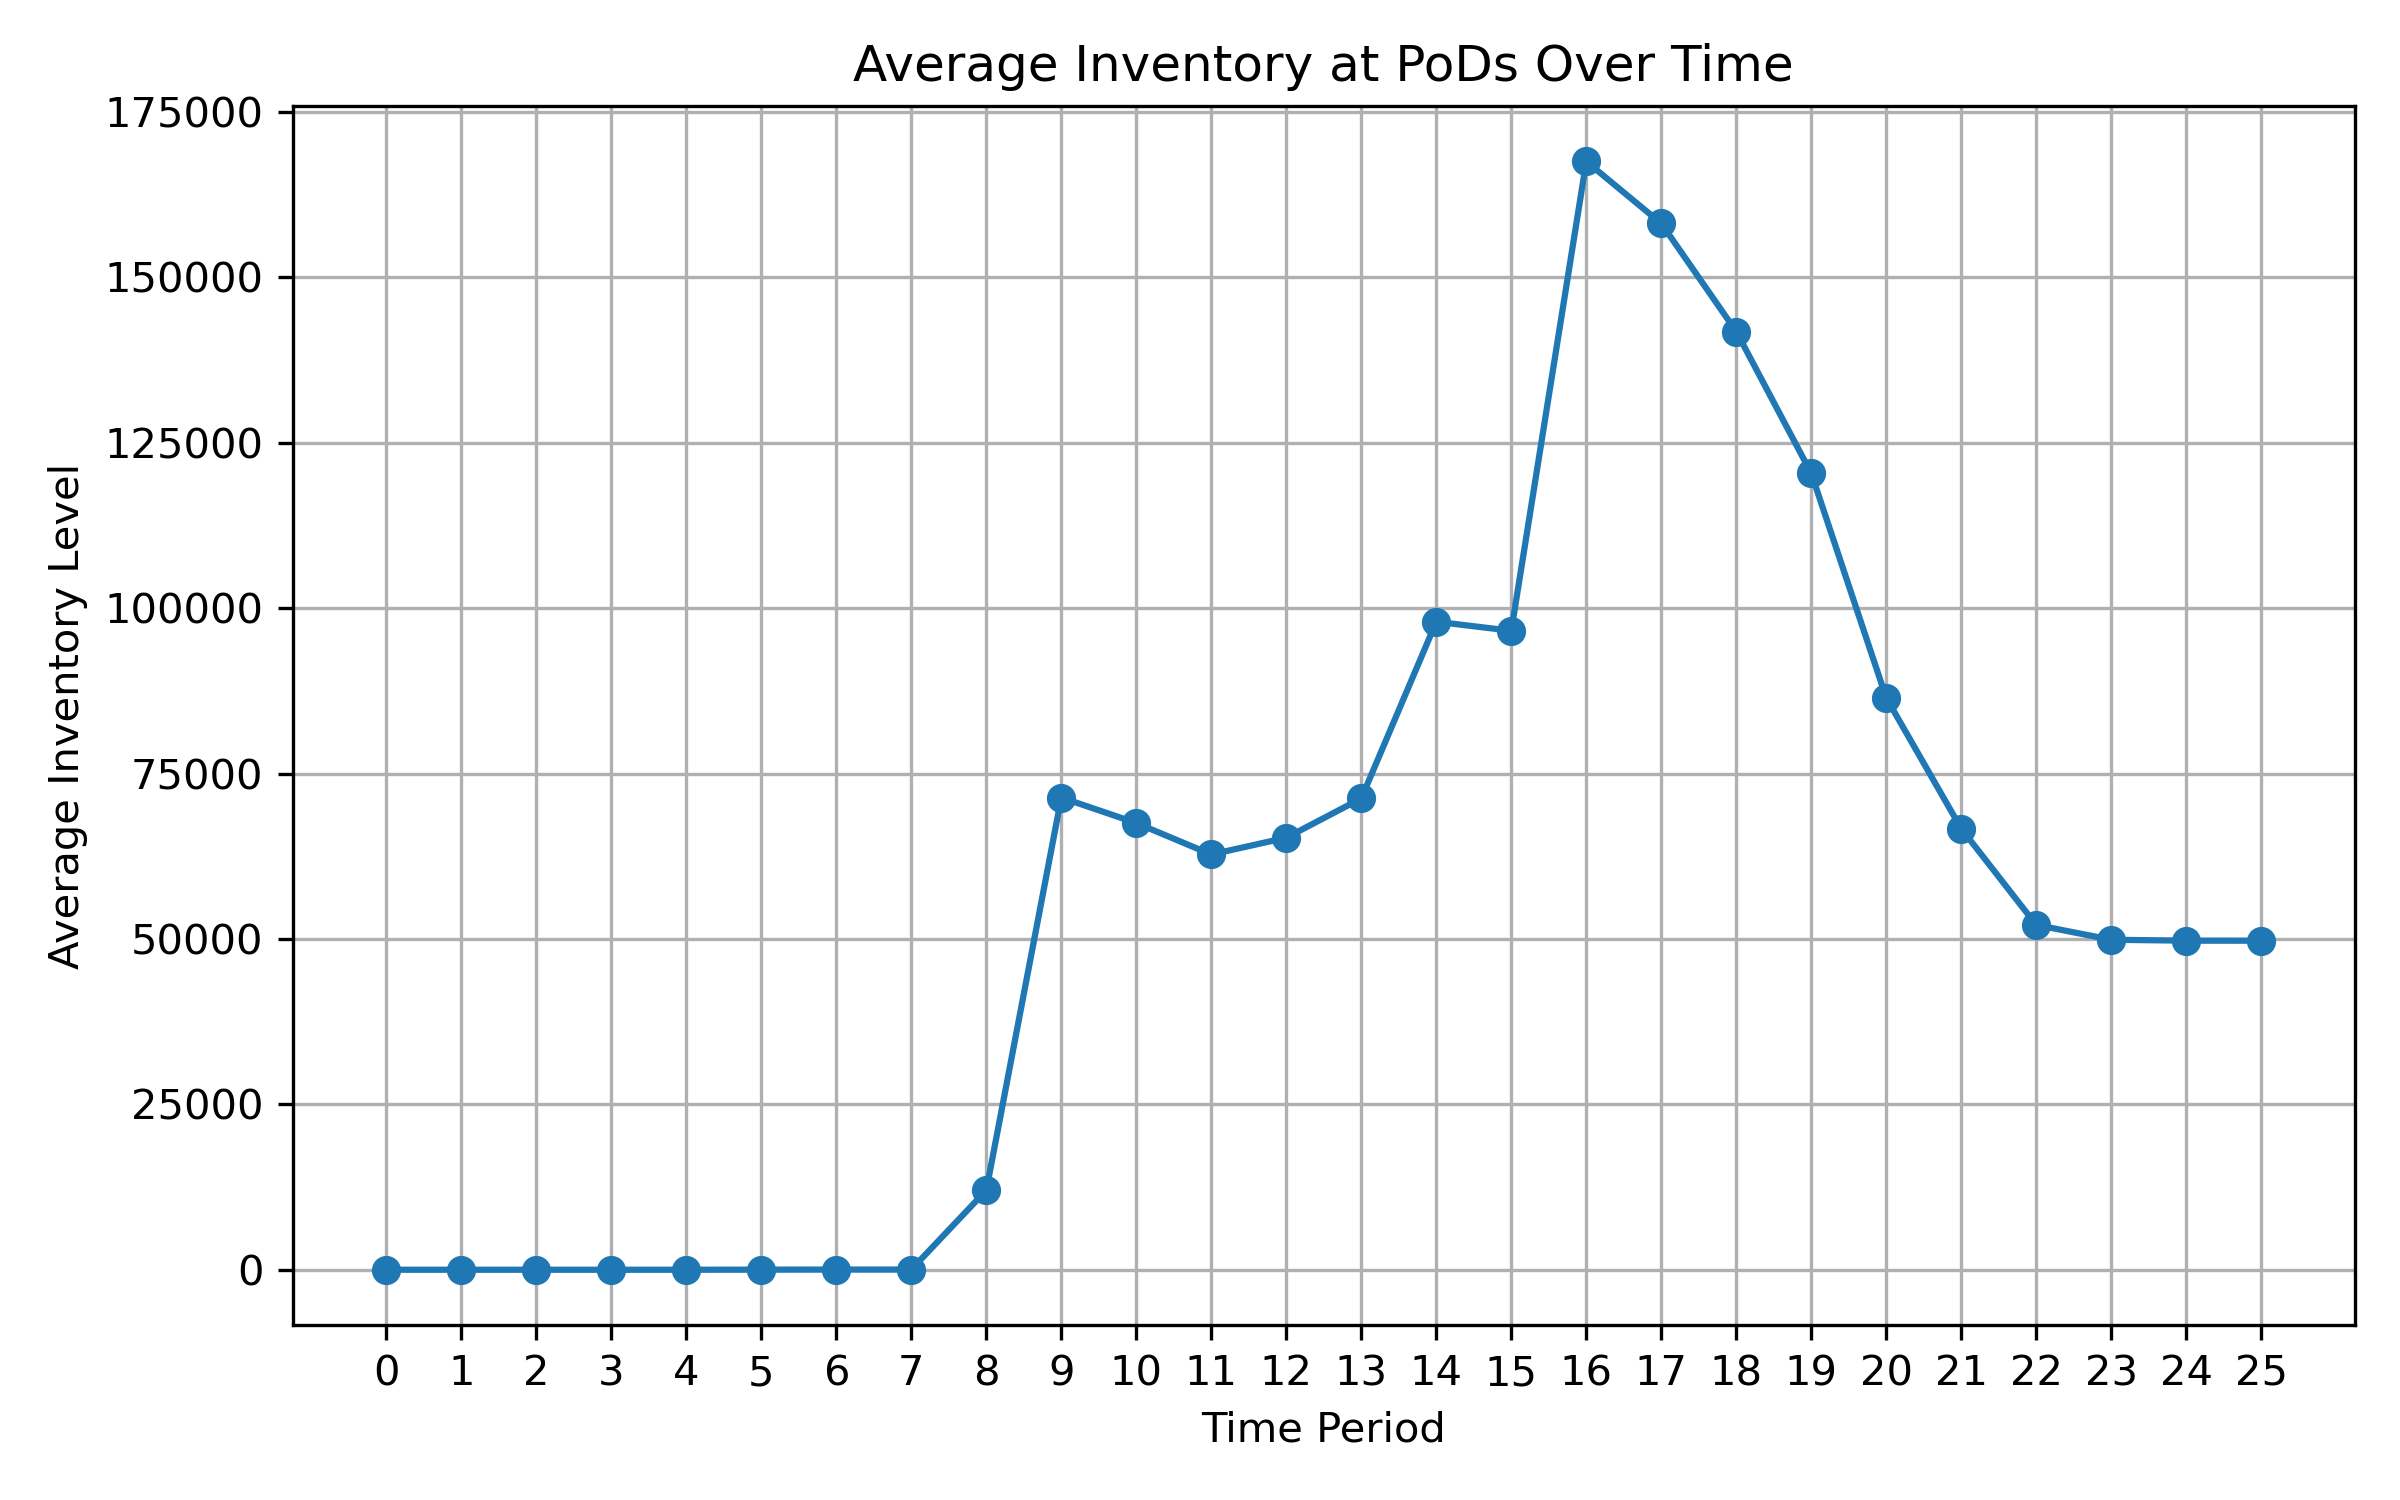 Average Inventory at PoDs Over Time
175000
150000
125000
100000
75000
50000
25000
0
Average Inventory Level
0 1 2 3 4 5 6 7 8 9 10 11 12 13 14 15 16 17 18 19 20 21 22 23 24 25
Time Period